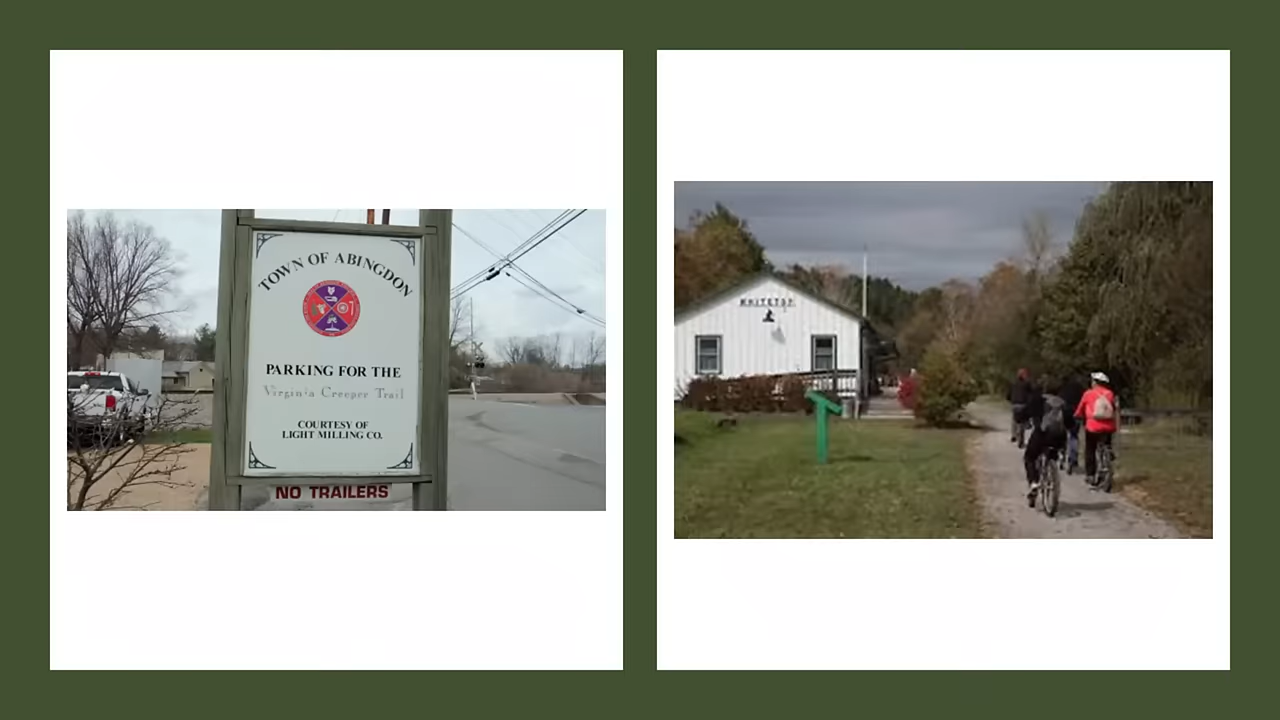 TOWN OF ABINGDON
PARKING FOR THE
Virginia Creeper Trail
COURTESY OF
LIGHT MILLING CO.
NO TRAILERS
WHITETOP